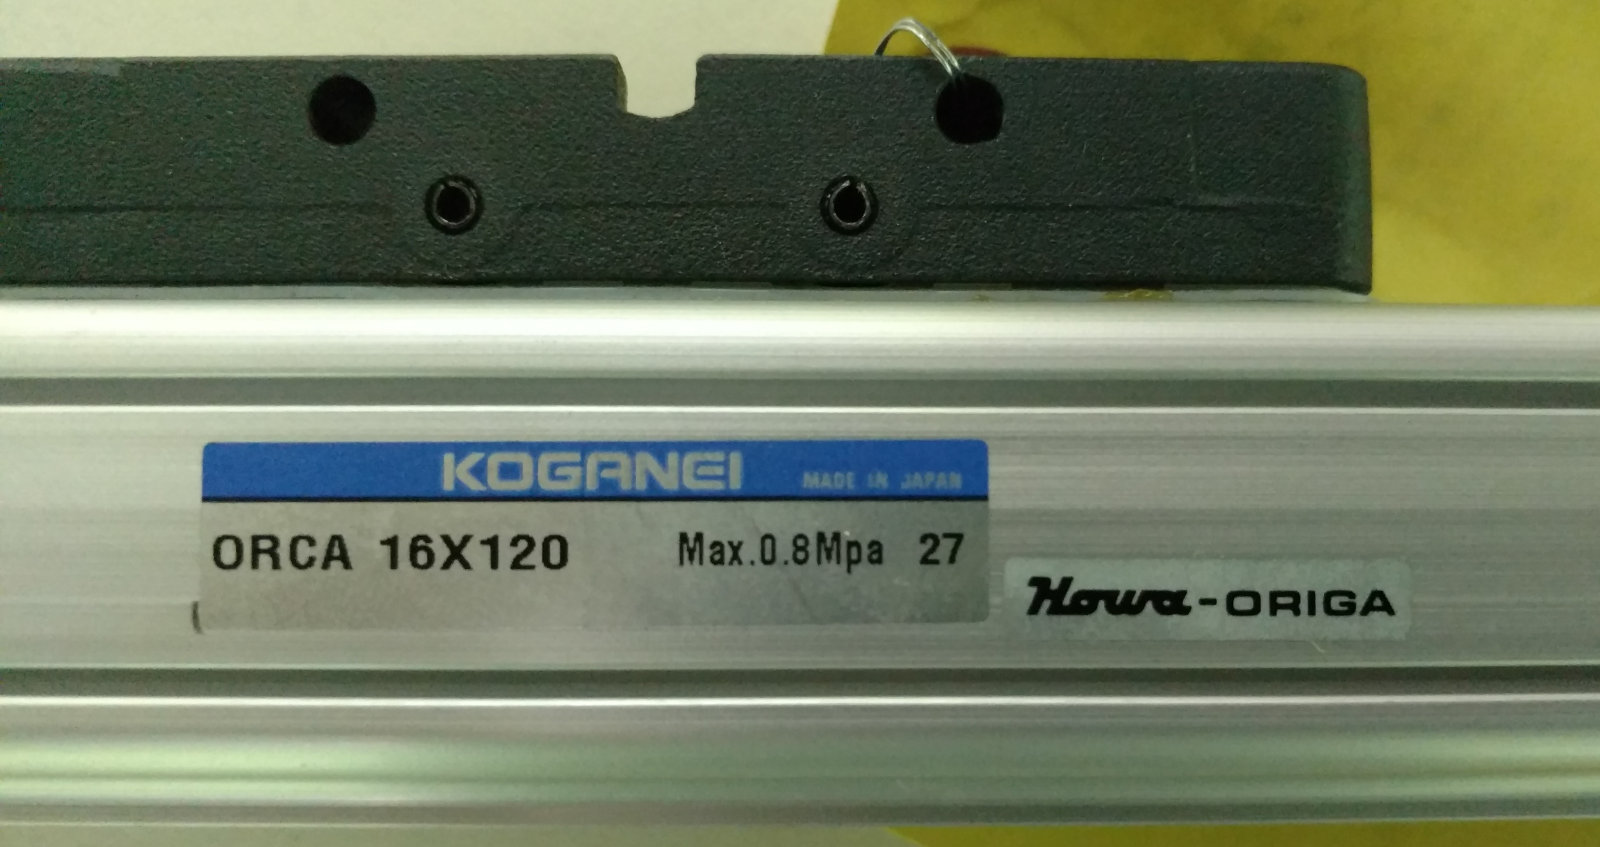 KOGANEI MADE IN JAPAN
ORCA 16X120 Max.0.8Mpa 27
Howa-ORIGA